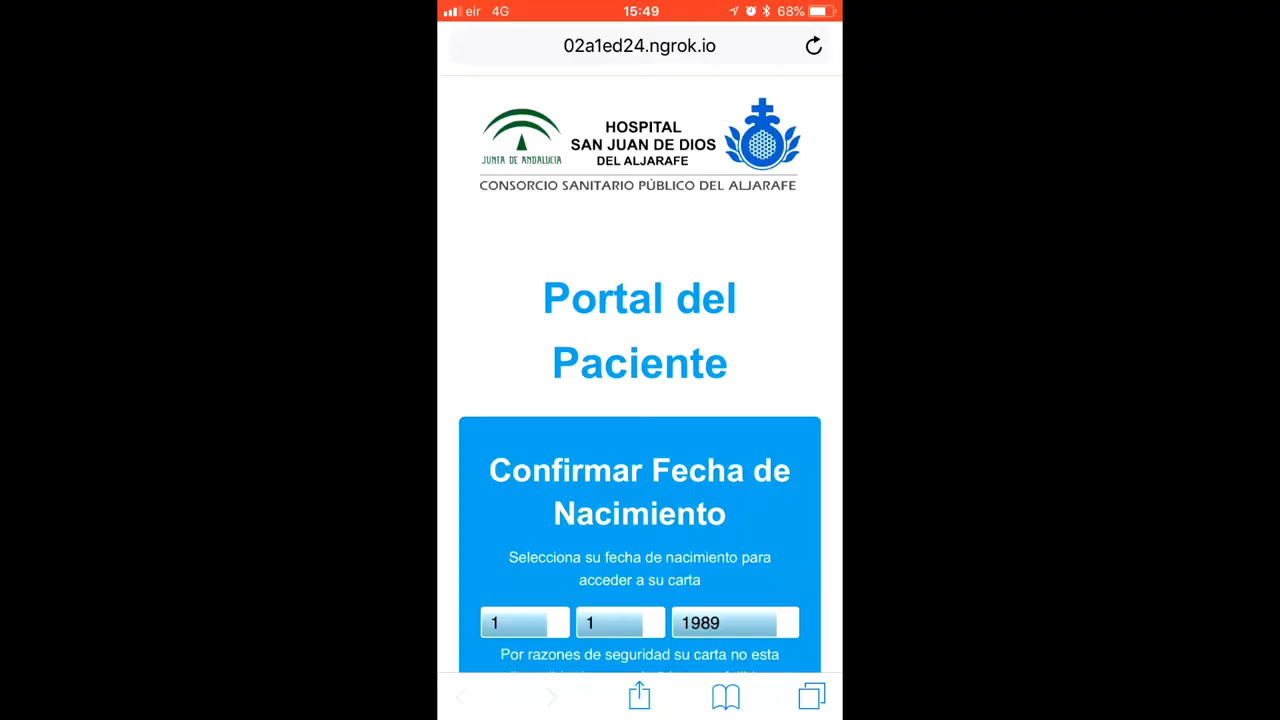 eir 4G 15:49 68%
02a1ed24.ngrok.io
HOSPITAL
SAN JUAN DE DIOS
DEL ALJARAFE
JUNTA DE ANDALUCIA
CONSORCIO SANITARIO PÚBLICO DEL ALJARAFE
Portal del
Paciente
Confirmar Fecha de
Nacimiento
Selecciona su fecha de nacimiento para
acceder a su carta
1 1 1989
Por razones de seguridad su carta no esta